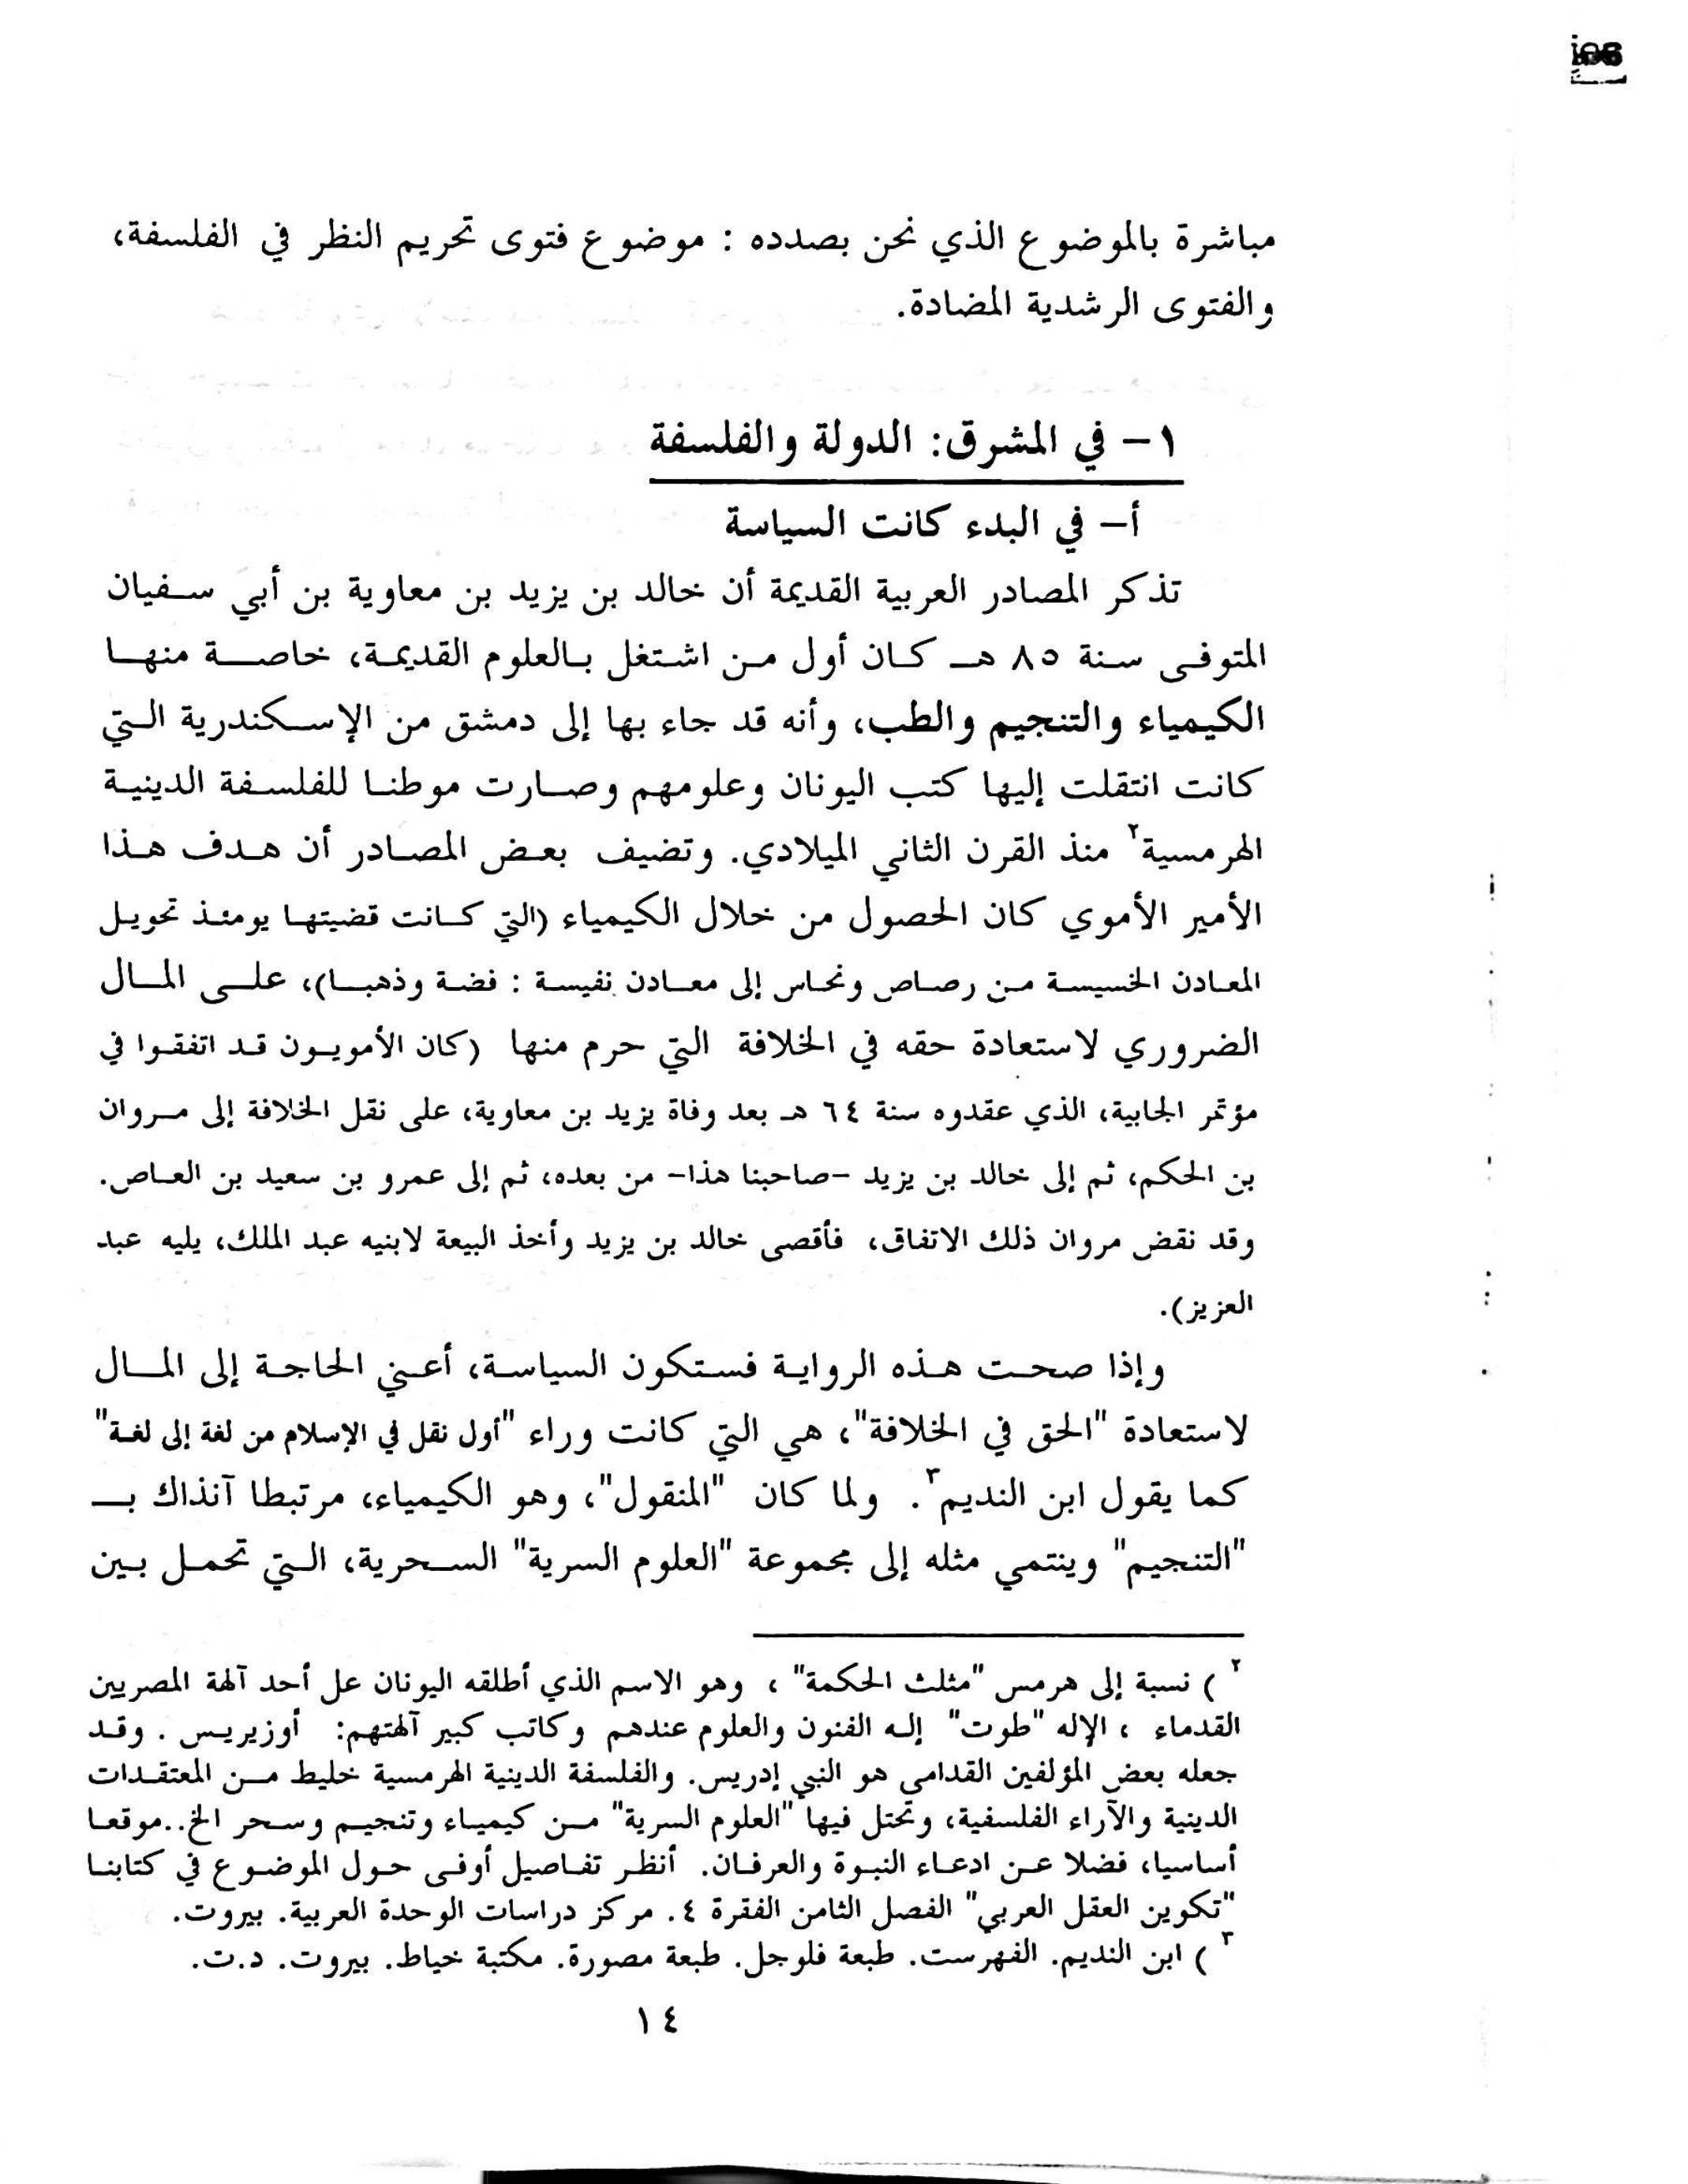 مباشرة بالموضوع الذي نحن بصدده : موضوع فتوى تحريم النظر في الفلسفة،
والفتوى الرشدية المضادة.
١- في المشرق: الدولة والفلسفة
أ- في البدء كانت السياسة
تذكر المصادر العربية القديمة أن خالد بن يزيد بن معاوية بن أبي سفيان
المتوفى سنة ٨٥ هـ كان أول من اشتغل بالعلوم القديمة، خاصة منها
الكيمياء والتنجيم والطب، وأنه قد جاء بها إلى دمشق من الإسكندرية التي
كانت انتقلت إليها كتب اليونان وعلومهم وصارت موطنا للفلسفة الدينية
الهرمسية٢ منذ القرن الثاني الميلادي. وتضيف بعض المصادر أن هدف هذا
الأمير الأموي كان الحصول من خلال الكيمياء (التي كانت قضيتها يومئذ تحويل
المعادن الخسيسة من رصاص ونحاس إلى معادن نفيسة : فضة وذهبا)، على المال
الضروري لاستعادة حقه في الخلافة التي حرم منها (كان الأمويون قد اتفقوا في
مؤتمر الجابية، الذي عقدوه سنة ٦٤ هـ بعد وفاة يزيد بن معاوية، على نقل الخلافة إلى مروان
بن الحكم، ثم إلى خالد بن يزيد -صاحبنا هذا- من بعده، ثم إلى عمرو بن سعيد بن العاص.
وقد نقض مروان ذلك الاتفاق، فأقصى خالد بن يزيد وأخذ البيعة لابنيه عبد الملك، يليه عبد
العزيز).
وإذا صحت هذه الرواية فستكون السياسة، أعني الحاجة إلى المال
لاستعادة "الحق في الخلافة"، هي التي كانت وراء "أول نقل في الإسلام من لغة إلى لغة"
كما يقول ابن النديم٣. ولما كان "المنقول"، وهو الكيمياء، مرتبطا آنذاك بـ
"التنجيم" وينتمي مثله إلى مجموعة "العلوم السرية" السحرية، التي تحمل بين
٢ ) نسبة إلى هرمس "مثلث الحكمة" ، وهو الاسم الذي أطلقه اليونان عل أحد آلهة المصريين
القدماء ، الإله "طوت" إله الفنون والعلوم عندهم وكاتب كبير آلهتهم: أوزيريس . وقد
جعله بعض المؤلفين القدامى هو النبي إدريس. والفلسفة الدينية الهرمسية خليط من المعتقدات
الدينية والآراء الفلسفية، وتحتل فيها "العلوم السرية" من كيمياء وتنجيم وسحر الخ..موقعا
أساسيا، فضلا عن ادعاء النبوة والعرفان. أنظر تفاصيل أوفى حول الموضوع في كتابنا
"تكوين العقل العربي" الفصل الثامن الفقرة ٤. مركز دراسات الوحدة العربية. بيروت.
٣ ) ابن النديم. الفهرست. طبعة فلوجل. طبعة مصورة. مكتبة خياط. بيروت. د.ت.
١٤